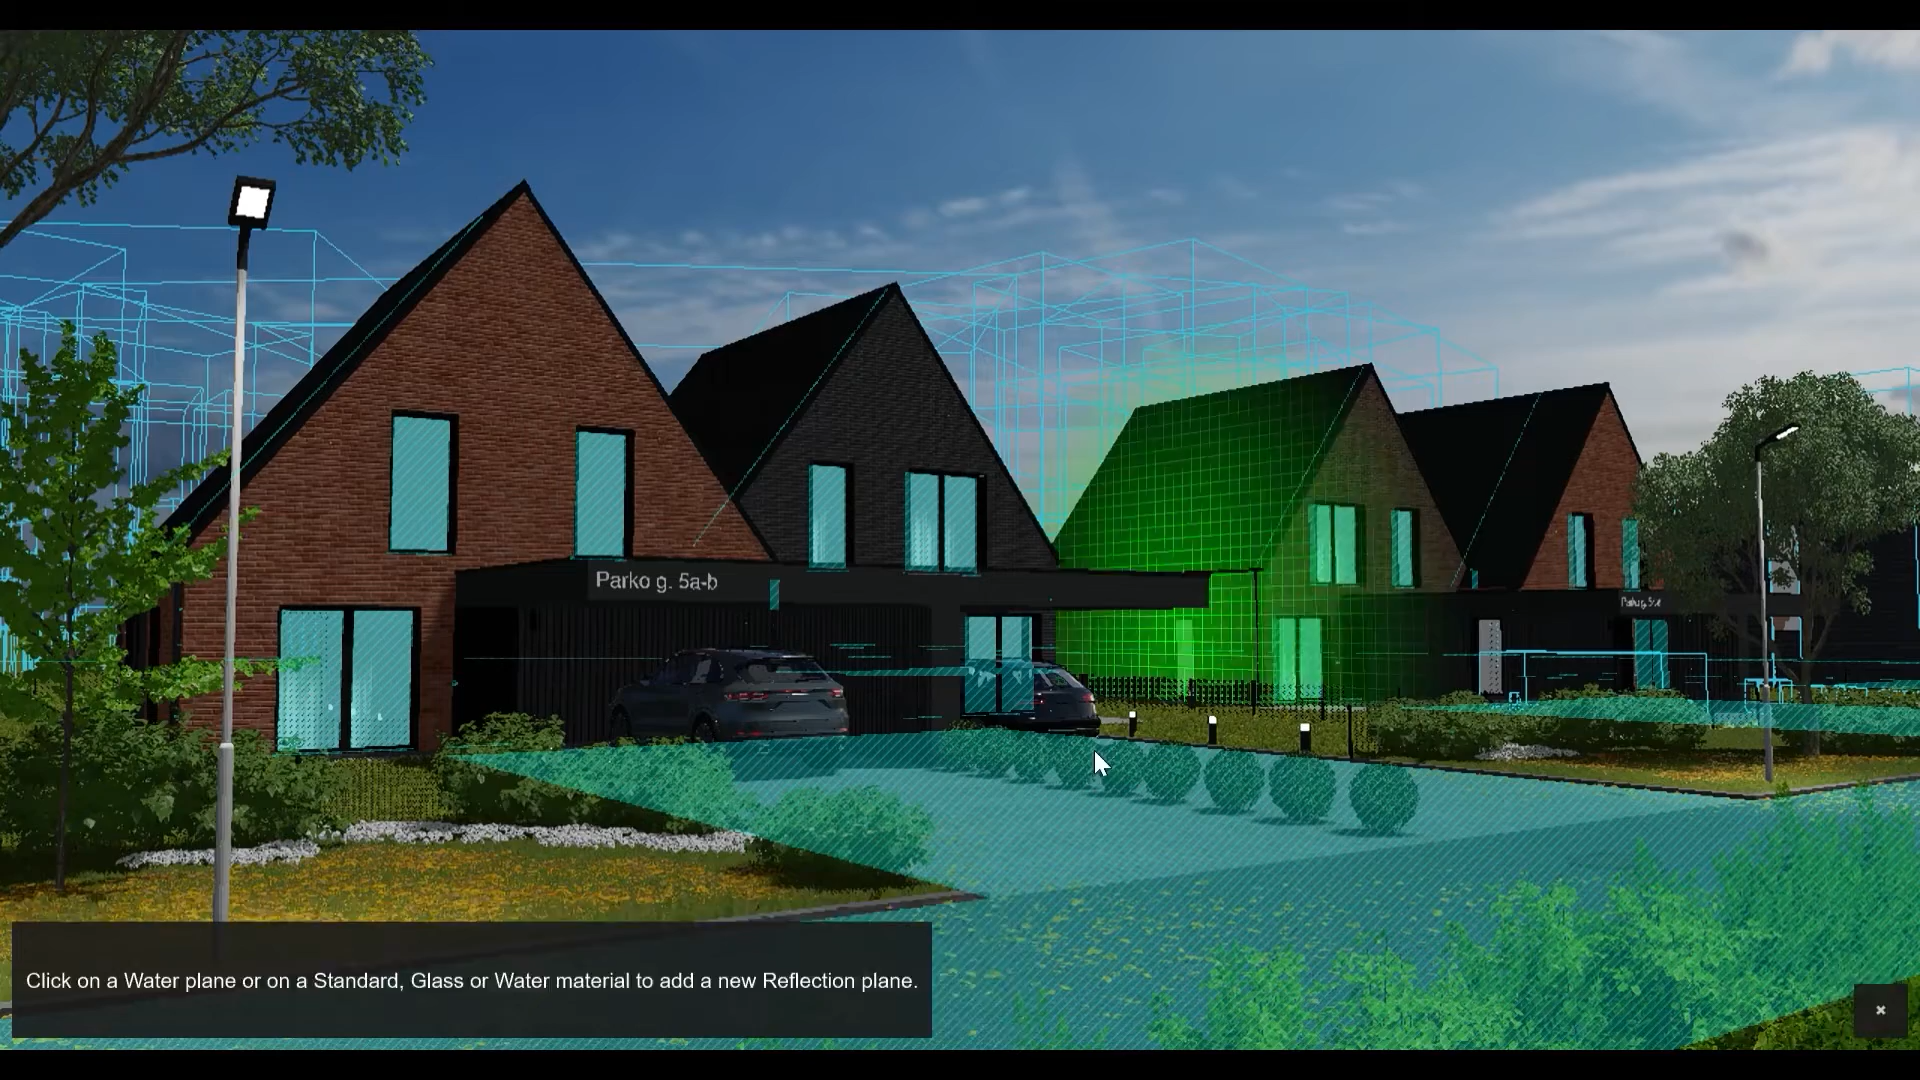 Parko g. 5a-b
Click on a Water plane or on a Standard, Glass or Water material to add a new Reflection plane.